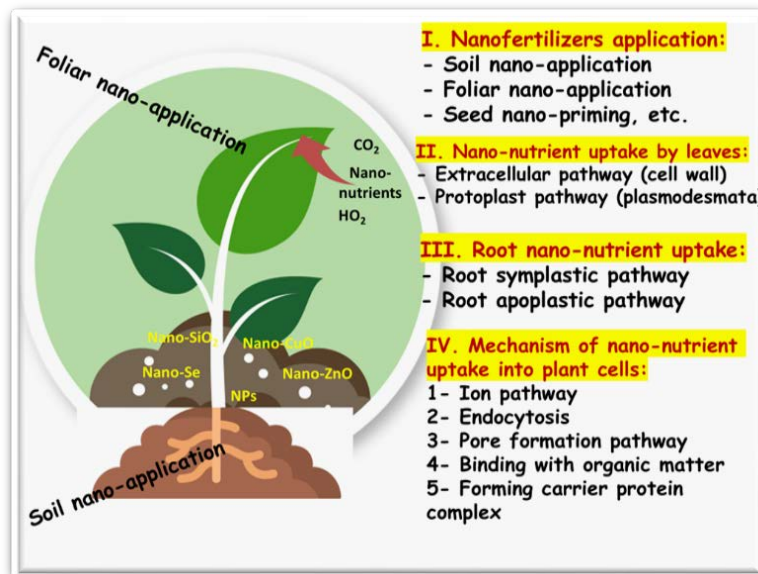 Foliar nano-application
CO₂
Nano-
nutrients
HO₂
Nano-SiO₂
Nano-CuO
Nano-Se
Nano-ZnO
NPs
Soil nano-application
I. Nanofertilizers application:
- Soil nano-application
- Foliar nano-application
- Seed nano-priming, etc.
II. Nano-nutrient uptake by leaves:
- Extracellular pathway (cell wall)
- Protoplast pathway (plasmodesmata)
III. Root nano-nutrient uptake:
- Root symplastic pathway
- Root apoplastic pathway
IV. Mechanism of nano-nutrient
uptake into plant cells:
1- Ion pathway
2- Endocytosis
3- Pore formation pathway
4- Binding with organic matter
5- Forming carrier protein
complex